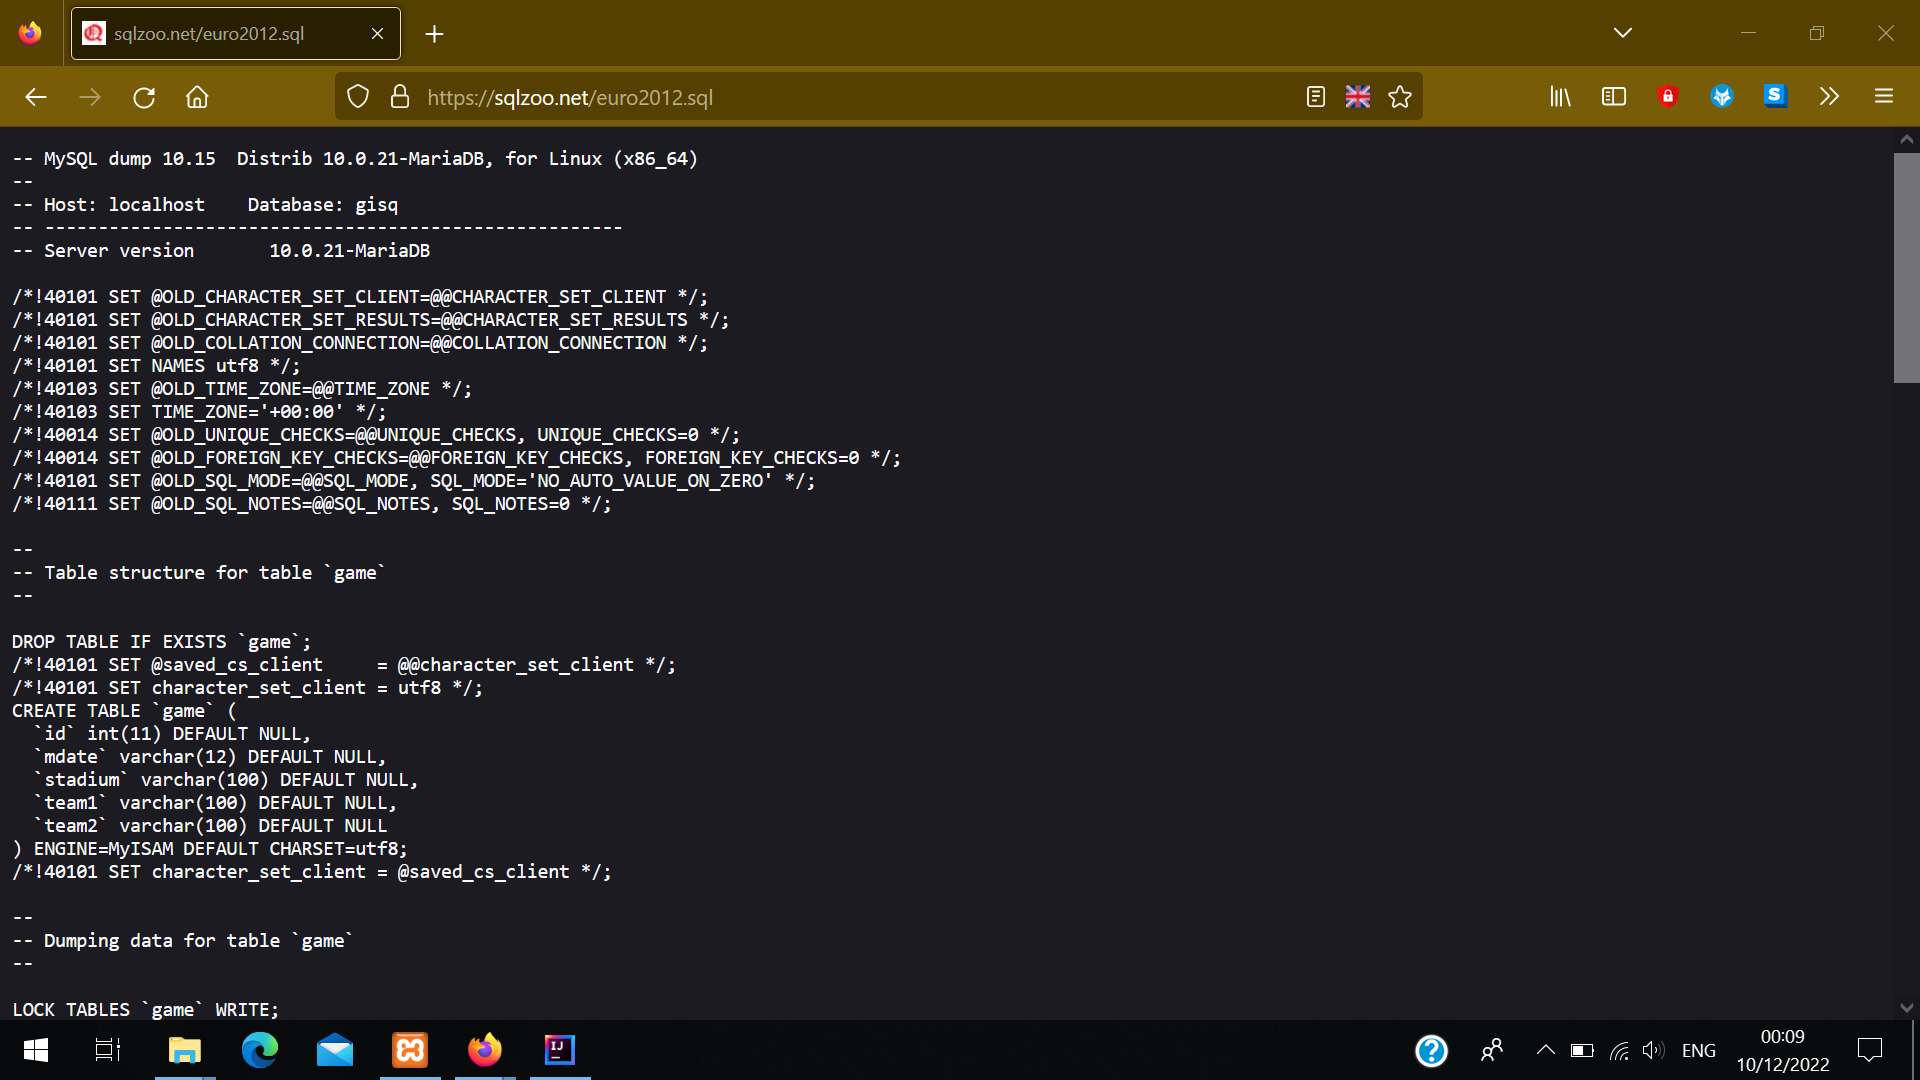 sqlzoo.net/euro2012.sql
https://sqlzoo.net/euro2012.sql
S
-- MySQL dump 10.15  Distrib 10.0.21-MariaDB, for Linux (x86_64)
--
-- Host: localhost    Database: gisq
-- ------------------------------------------------------
-- Server version       10.0.21-MariaDB
/*!40101 SET @OLD_CHARACTER_SET_CLIENT=@@CHARACTER_SET_CLIENT */;
/*!40101 SET @OLD_CHARACTER_SET_RESULTS=@@CHARACTER_SET_RESULTS */;
/*!40101 SET @OLD_COLLATION_CONNECTION=@@COLLATION_CONNECTION */;
/*!40101 SET NAMES utf8 */;
/*!40103 SET @OLD_TIME_ZONE=@@TIME_ZONE */;
/*!40103 SET TIME_ZONE='+00:00' */;
/*!40014 SET @OLD_UNIQUE_CHECKS=@@UNIQUE_CHECKS, UNIQUE_CHECKS=0 */;
/*!40014 SET @OLD_FOREIGN_KEY_CHECKS=@@FOREIGN_KEY_CHECKS, FOREIGN_KEY_CHECKS=0 */;
/*!40101 SET @OLD_SQL_MODE=@@SQL_MODE, SQL_MODE='NO_AUTO_VALUE_ON_ZERO' */;
/*!40111 SET @OLD_SQL_NOTES=@@SQL_NOTES, SQL_NOTES=0 */;
--
-- Table structure for table `game`
--
DROP TABLE IF EXISTS `game`;
/*!40101 SET @saved_cs_client     = @@character_set_client */;
/*!40101 SET character_set_client = utf8 */;
CREATE TABLE `game` (
  `id` int(11) DEFAULT NULL,
  `mdate` varchar(12) DEFAULT NULL,
  `stadium` varchar(100) DEFAULT NULL,
  `team1` varchar(100) DEFAULT NULL,
  `team2` varchar(100) DEFAULT NULL
) ENGINE=MyISAM DEFAULT CHARSET=utf8;
/*!40101 SET character_set_client = @saved_cs_client */;
--
-- Dumping data for table `game`
--
LOCK TABLES `game` WRITE;
IJ
?
ENG
00:09
10/12/2022